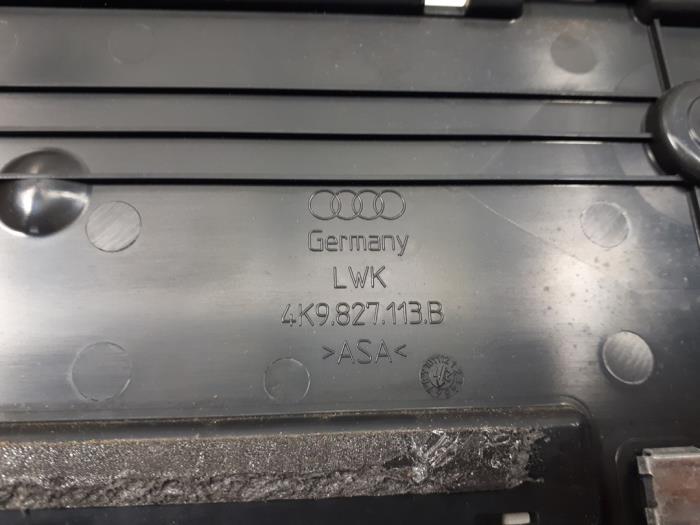 Germany
LWK
4K9.827.113.B
>ASA<